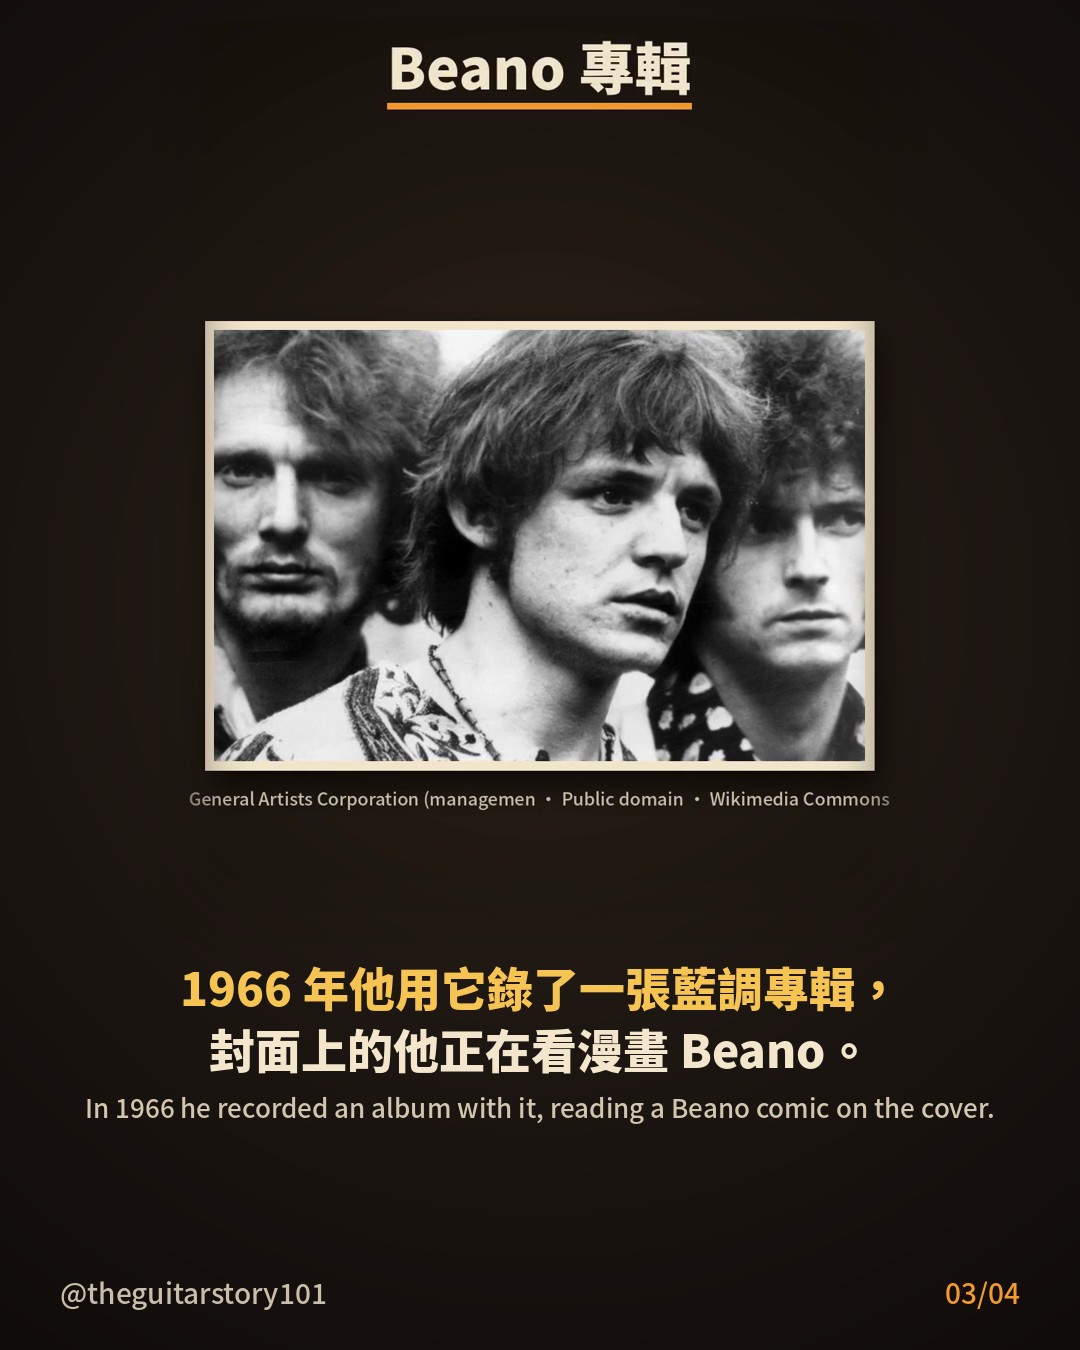 Beano 專輯
General Artists Corporation (managemen • Public domain • Wikimedia Commons
1966 年他用它錄了一張藍調專輯，
封面上的他正在看漫畫 Beano。
In 1966 he recorded an album with it, reading a Beano comic on the cover.
@theguitarstory101
03/04